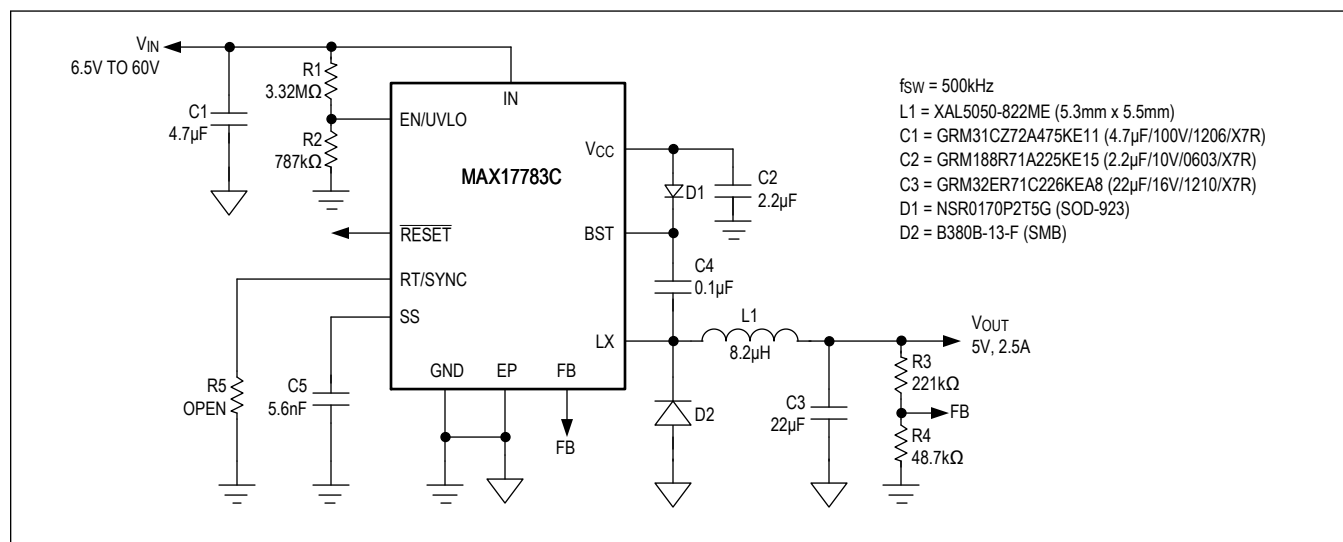 VIN
6.5V TO 60V
C1
4.7µF
R1
3.32MΩ
R2
787kΩ
IN
EN/UVLO
VCC
MAX17783C
D1
C2
2.2µF
RESET
BST
RT/SYNC
C4
0.1µF
SS
LX
L1
8.2µH
VOUT
5V, 2.5A
GND
EP
FB
R5
OPEN
C5
5.6nF
FB
D2
C3
22µF
R3
221kΩ
FB
R4
48.7kΩ
fSW = 500kHz
L1 = XAL5050-822ME (5.3mm x 5.5mm)
C1 = GRM31CZ72A475KE11 (4.7µF/100V/1206/X7R)
C2 = GRM188R71A225KE15 (2.2µF/10V/0603/X7R)
C3 = GRM32ER71C226KEA8 (22µF/16V/1210/X7R)
D1 = NSR0170P2T5G (SOD-923)
D2 = B380B-13-F (SMB)